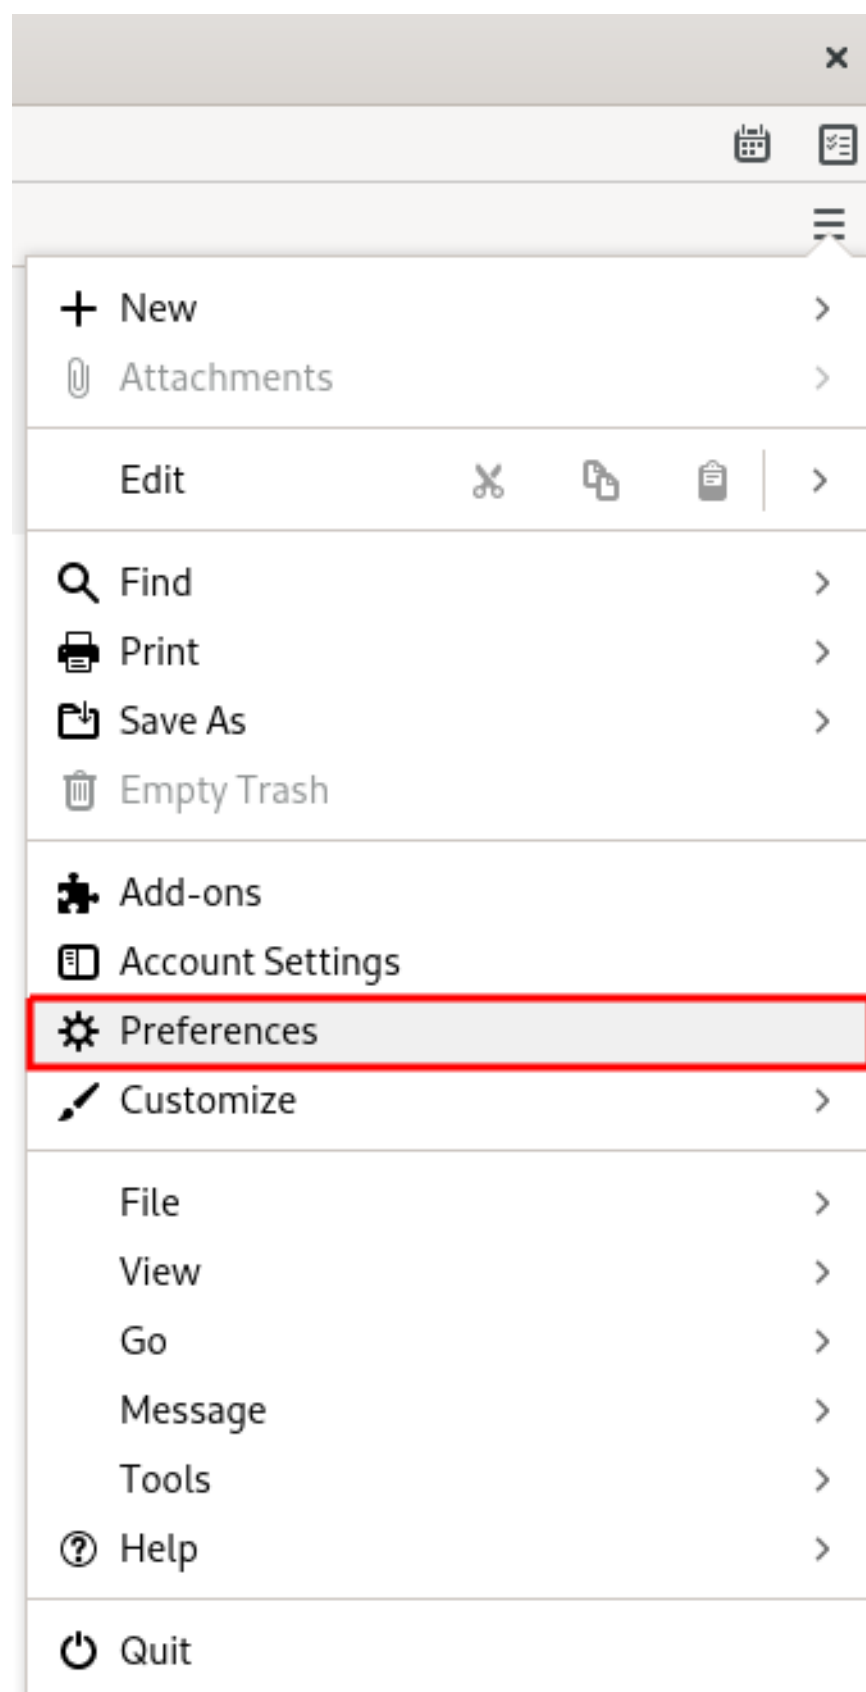 New
Attachments
Edit
Find
Print
Save As
Empty Trash
Add-ons
Account Settings
Preferences
Customize
File
View
Go
Message
Tools
Help
Quit